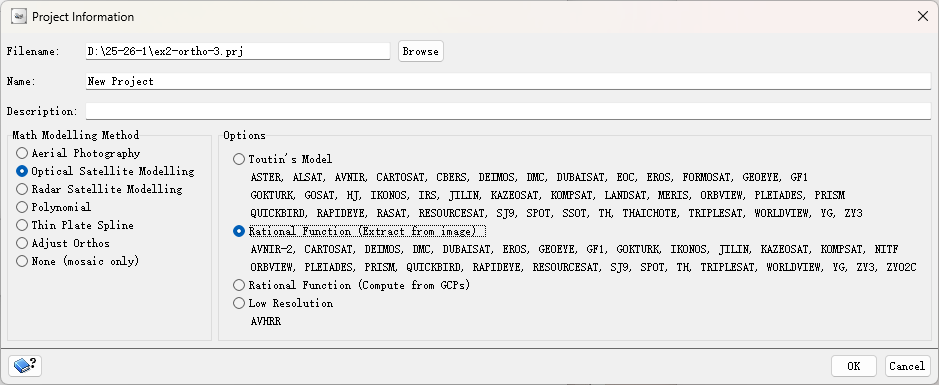 Project Information
Filename: D:\25-26-1\ex2-ortho-3.prj Browse
Name: New Project
Description:
Math Modelling Method
Aerial Photography
Optical Satellite Modelling
Radar Satellite Modelling
Polynomial
Thin Plate Spline
Adjust Orthos
None (mosaic only)
Options
Toutin's Model
ASTER, ALSAT, AVNIR, CARTOSAT, CBERS, DEIMOS, DMC, DUBAISAT, EOC, EROS, FORMOSAT, GEOEYE, GF1
GOKTURK, GOSAT, HJ, IKONOS, IRS, JILIN, KAZEOSAT, KOMPSAT, LANDSAT, MERIS, ORBVIEW, PLEIADES, PRISM
QUICKBIRD, RAPIDEYE, RASAT, RESOURCESAT, SJ9, SPOT, SSOT, TH, THAICHOTE, TRIPLESAT, WORLDVIEW, YG, ZY3
Rational Function (Extract from image)
AVNIR-2, CARTOSAT, DEIMOS, DMC, DUBAISAT, EROS, GEOEYE, GF1, GOKTURK, IKONOS, JILIN, KAZEOSAT, KOMPSAT, NITF
ORBVIEW, PLEIADES, PRISM, QUICKBIRD, RAPIDEYE, RESOURCESAT, SJ9, SPOT, TH, TRIPLESAT, WORLDVIEW, YG, ZY3, ZYO2C
Rational Function (Compute from GCPs)
Low Resolution
AVHRR
? OK Cancel